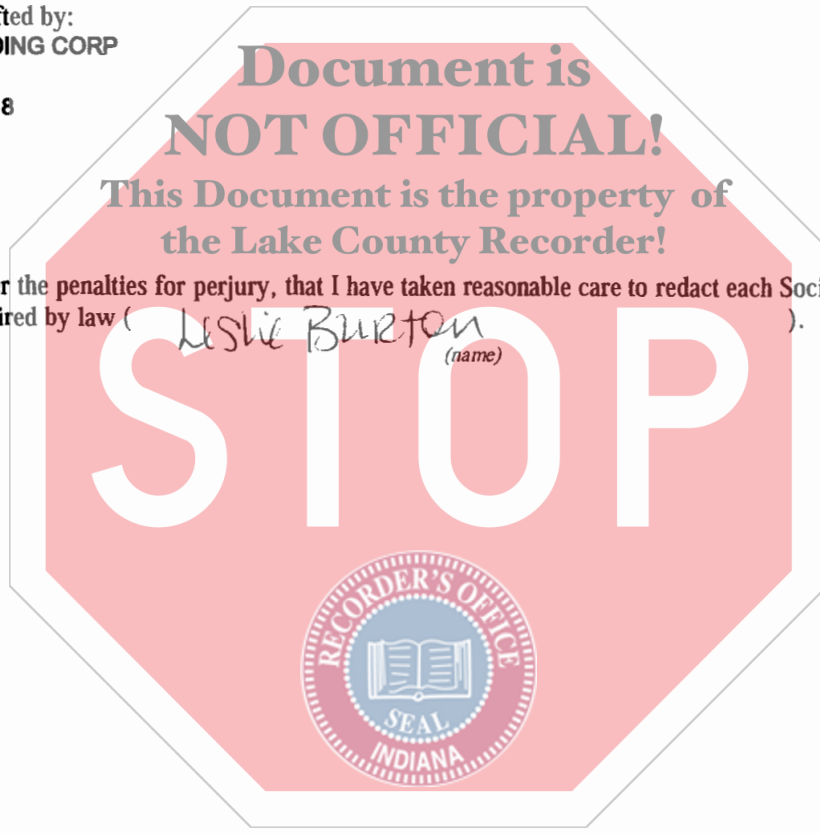 fted by:
DING CORP
8
Document is
NOT OFFICIAL!
This Document is the property of
the Lake County Recorder!
r the penalties for perjury, that I have taken reasonable care to redact each Soci
ired by law ( Leslie Burton ).
(name)
STOP
RECORDER'S OFFICE
SEAL
INDIANA